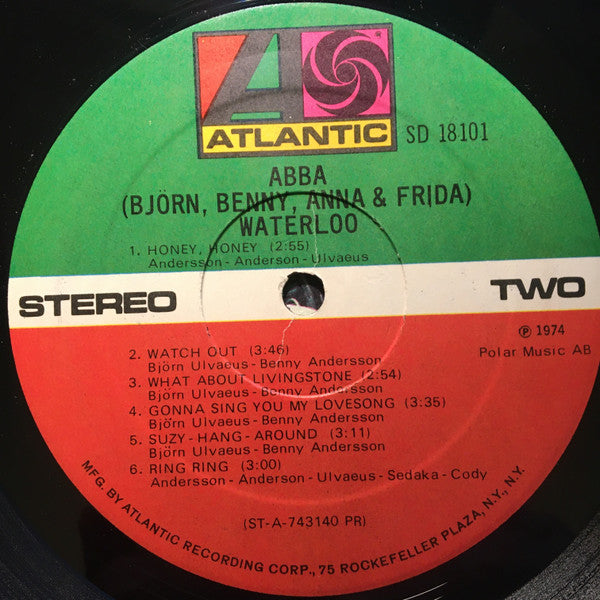 ATLANTIC
SD 18101
ABBA
(BJÖRN, BENNY, ANNA & FRIDA)
WATERLOO
1. HONEY, HONEY (2:55)
Andersson - Anderson - Ulvaeus
STEREO
TWO
℗ 1974
Polar Music AB
2. WATCH OUT (3:46)
Björn Ulvaeus - Benny Andersson
3. WHAT ABOUT LIVINGSTONE (2:54)
Björn Ulvaeus - Benny Andersson
4. GONNA SING YOU MY LOVESONG (3:35)
Björn Ulvaeus - Benny Andersson
5. SUZY - HANG - AROUND (3:11)
Björn Ulvaeus - Benny Andersson
6. RING RING (3:00)
Andersson - Anderson - Ulvaeus - Sedaka - Cody
(ST-A-743140 PR)
MFG. BY ATLANTIC RECORDING CORP., 75 ROCKEFELLER PLAZA, N.Y., N.Y.